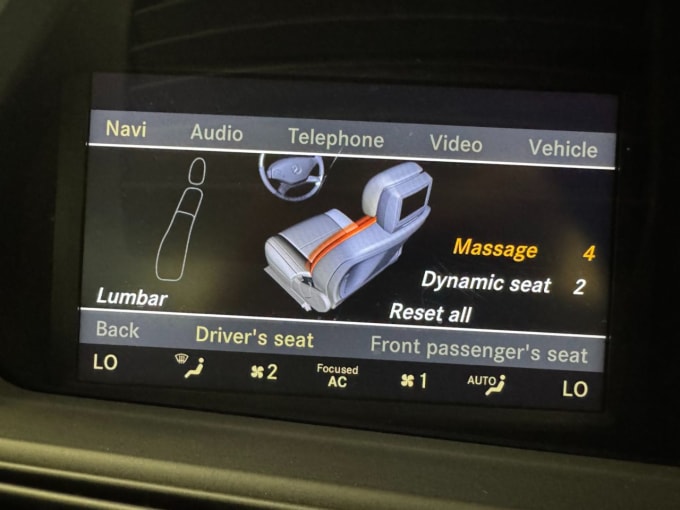 Navi Audio Telephone Video Vehicle
Massage 4
Dynamic seat 2
Lumbar
Reset all
Back Driver's seat Front passenger's seat
LO 2 Focused AC 1 AUTO LO